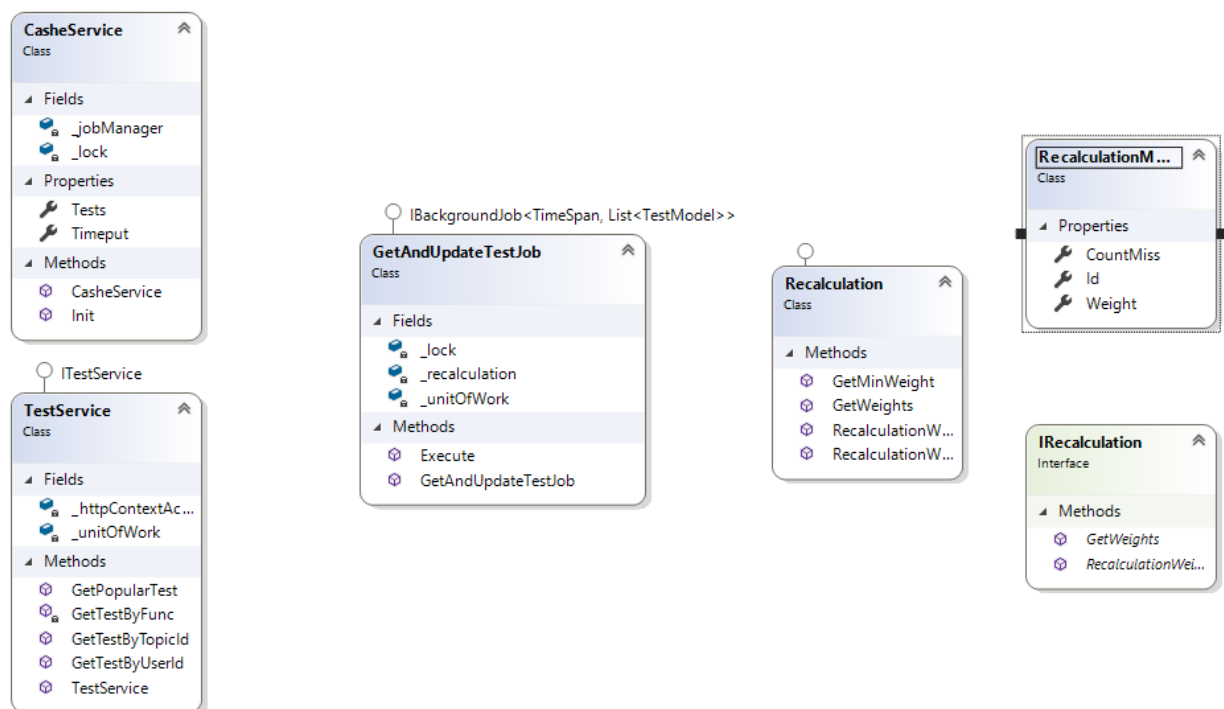 CasheService
Class
Fields
_jobManager
_lock
Properties
Tests
Timeput
Methods
CasheService
Init
ITestService
TestService
Class
Fields
_httpContextAc...
_unitOfWork
Methods
GetPopularTest
GetTestByFunc
GetTestByTopicId
GetTestByUserId
TestService
IBackgroundJob<TimeSpan, List<TestModel>>
GetAndUpdateTestJob
Class
Fields
_lock
_recalculation
_unitOfWork
Methods
Execute
GetAndUpdateTestJob
Recalculation
Class
Methods
GetMinWeight
GetWeights
RecalculationW...
RecalculationW...
RecalculationM...
Class
Properties
CountMiss
Id
Weight
IRecalculation
Interface
Methods
GetWeights
RecalculationWei...